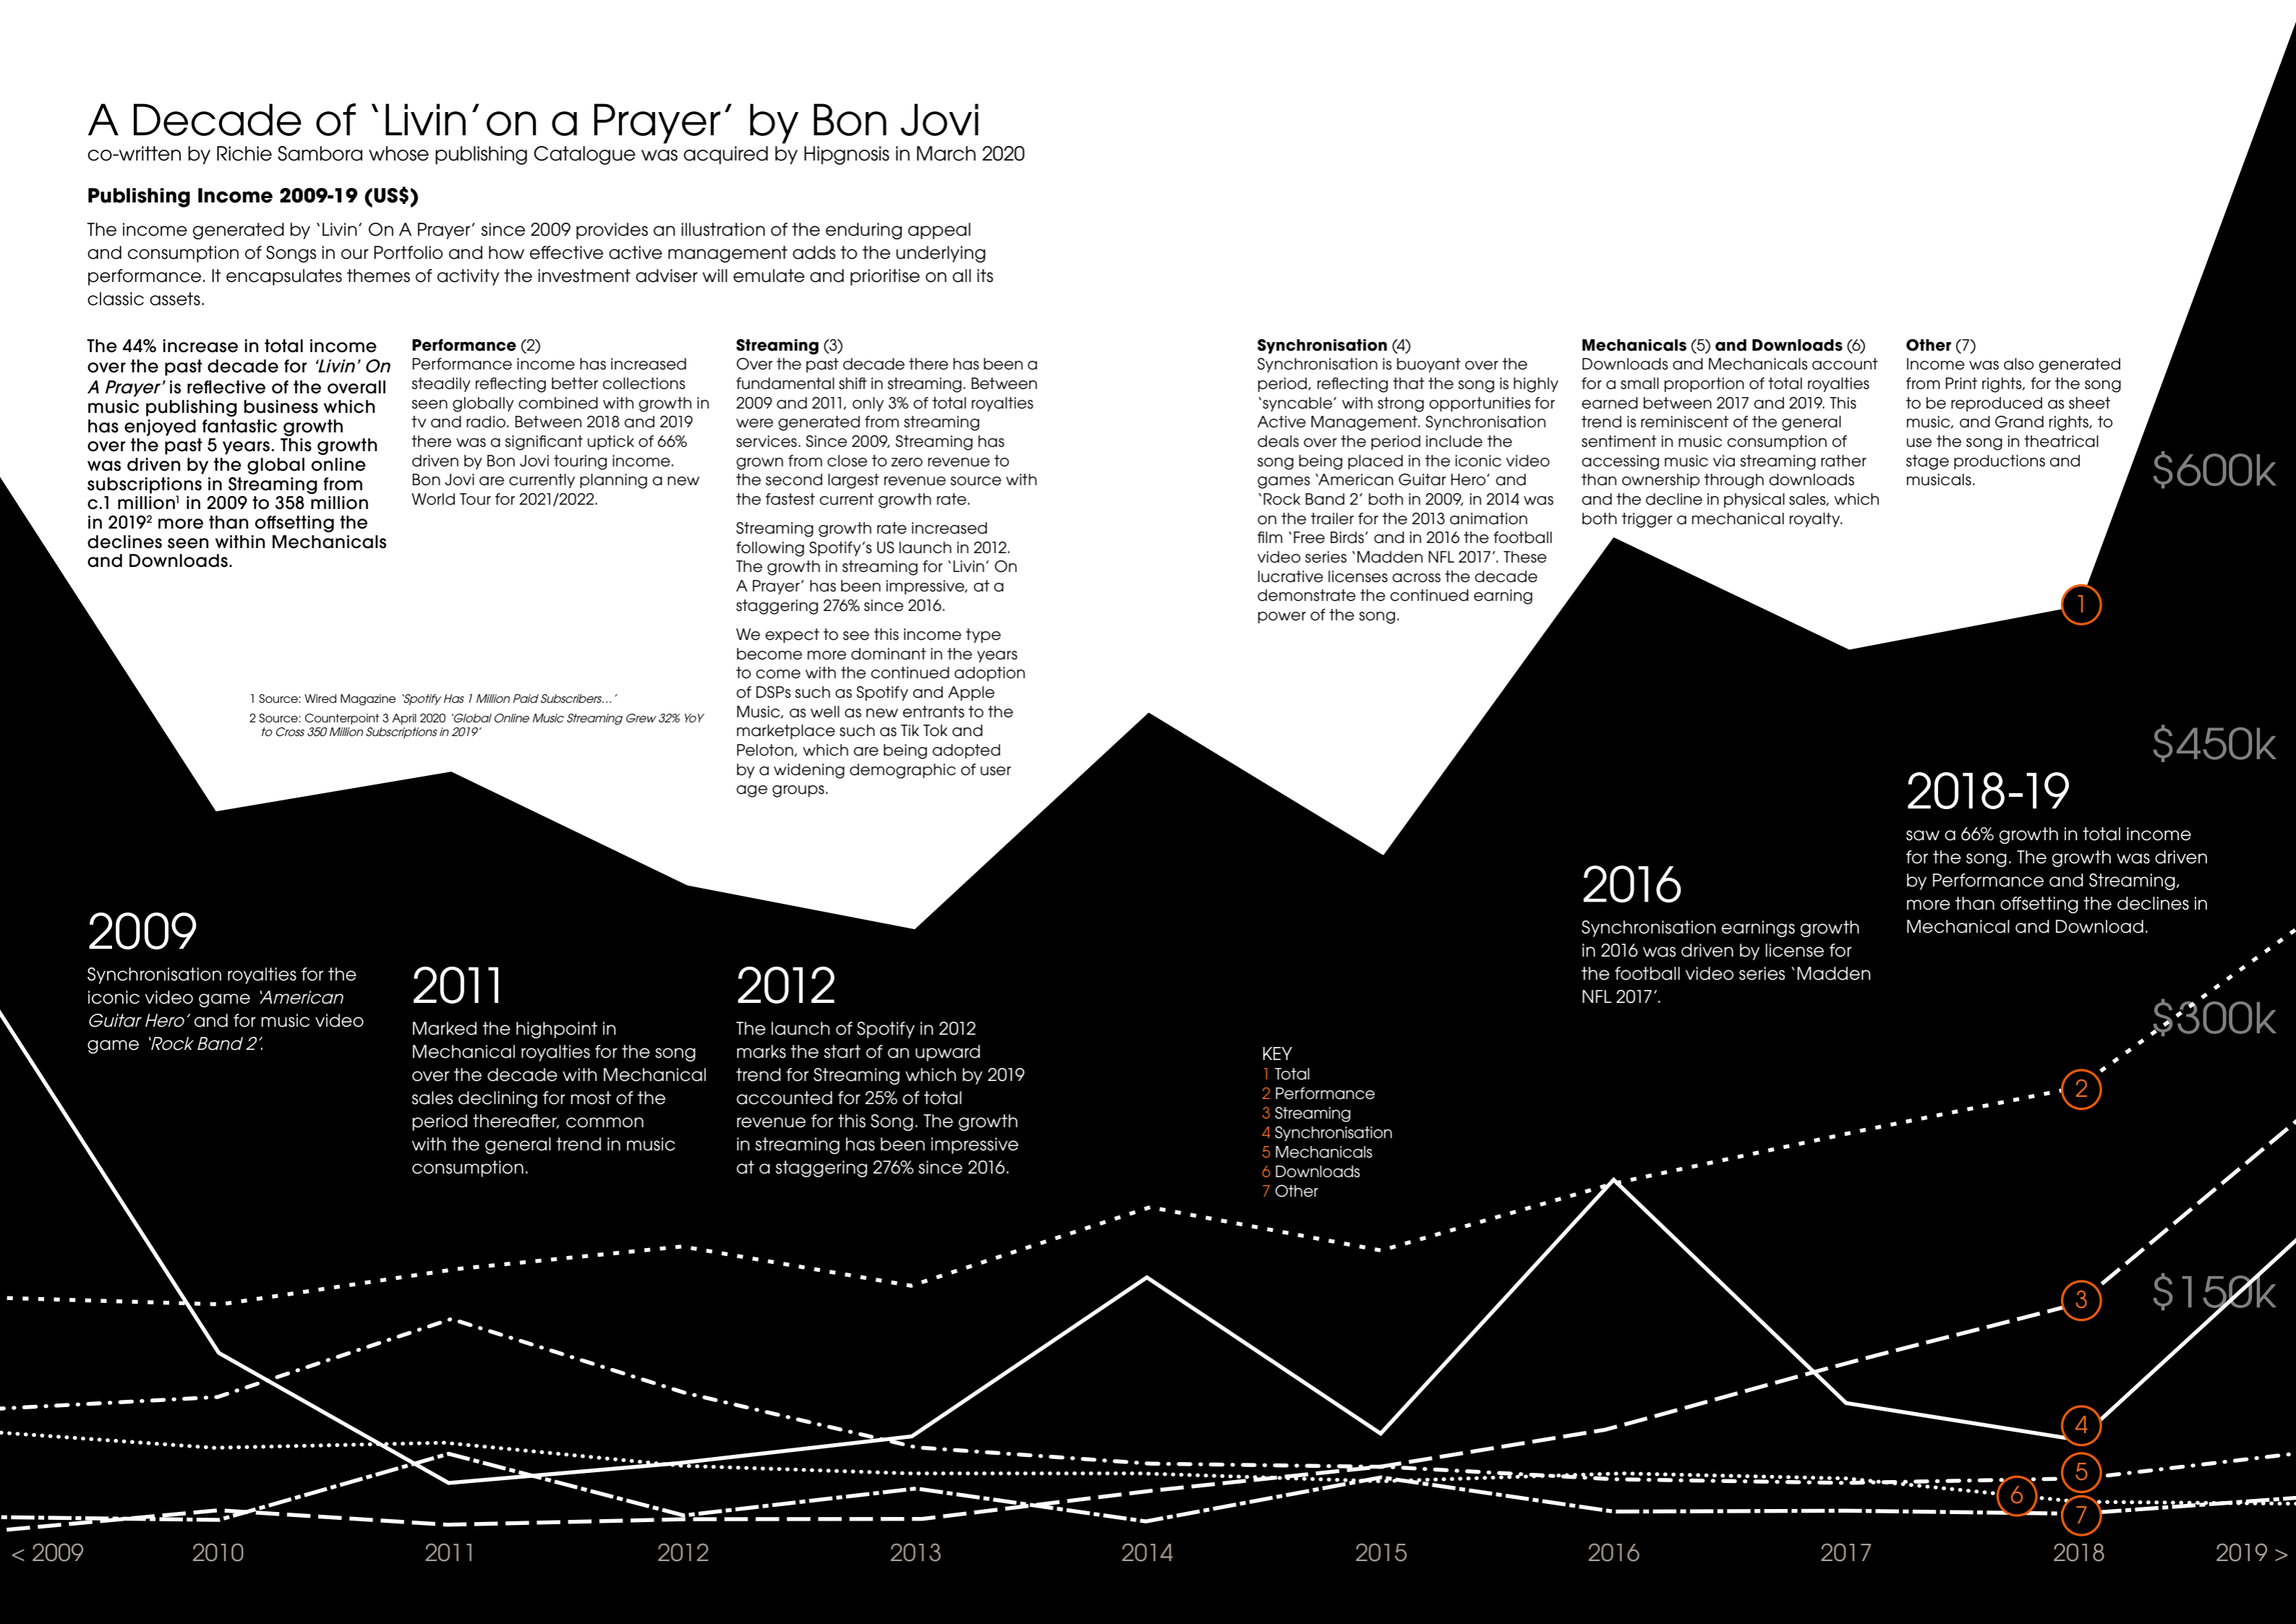 A Decade of ‘Livin’ on a Prayer’ by Bon Jovi
co-written by Richie Sambora whose publishing Catalogue was acquired by Hipgnosis in March 2020
Publishing Income 2009-19 (US$)
The income generated by ‘Livin’ On A Prayer’ since 2009 provides an illustration of the enduring appeal
and consumption of Songs in our Portfolio and how effective active management adds to the underlying
performance. It encapsulates themes of activity the investment adviser will emulate and prioritise on all its
classic assets.
The 44% increase in total income
over the past decade for ‘Livin’ On
A Prayer’ is reflective of the overall
music publishing business which
has enjoyed fantastic growth
over the past 5 years. This growth
was driven by the global online
subscriptions in Streaming from
c.1 million1 in 2009 to 358 million
in 20192 more than offsetting the
declines seen within Mechanicals
and Downloads.
Performance (2)
Performance income has increased
steadily reflecting better collections
seen globally combined with growth in
tv and radio. Between 2018 and 2019
there was a significant uptick of 66%
driven by Bon Jovi touring income.
Bon Jovi are currently planning a new
World Tour for 2021/2022.
Streaming (3)
Over the past decade there has been a
fundamental shift in streaming. Between
2009 and 2011, only 3% of total royalties
were generated from streaming
services. Since 2009, Streaming has
grown from close to zero revenue to
the second largest revenue source with
the fastest current growth rate.
Streaming growth rate increased
following Spotify’s US launch in 2012.
The growth in streaming for ‘Livin’ On
A Prayer’ has been impressive, at a
staggering 276% since 2016.
We expect to see this income type
become more dominant in the years
to come with the continued adoption
of DSPs such as Spotify and Apple
Music, as well as new entrants to the
marketplace such as Tik Tok and
Peloton, which are being adopted
by a widening demographic of user
age groups.
Synchronisation (4)
Synchronisation is buoyant over the
period, reflecting that the song is highly
‘syncable’ with strong opportunities for
Active Management. Synchronisation
deals over the period include the
song being placed in the iconic video
games ‘American Guitar Hero’ and
‘Rock Band 2’ both in 2009, in 2014 was
on the trailer for the 2013 animation
film ‘Free Birds’ and in 2016 the football
video series ‘Madden NFL 2017’. These
lucrative licenses across the decade
demonstrate the continued earning
power of the song.
Mechanicals (5) and Downloads (6)
Downloads and Mechanicals account
for a small proportion of total royalties
earned between 2017 and 2019. This
trend is reminiscent of the general
sentiment in music consumption of
accessing music via streaming rather
than ownership through downloads
and the decline in physical sales, which
both trigger a mechanical royalty.
Other (7)
Income was also generated
from Print rights, for the song
to be reproduced as sheet
music, and Grand rights, to
use the song in theatrical
stage productions and
musicals.
1 Source: Wired Magazine ‘Spotify Has 1 Million Paid Subscribers…’
2 Source: Counterpoint 3 April 2020 ‘Global Online Music Streaming Grew 32% YoY
to Cross 350 Million Subscriptions in 2019’
$600k
$450k
$300k
$150k
2009
Synchronisation royalties for the
iconic video game ‘American
Guitar Hero’ and for music video
game ‘Rock Band 2’.
2011
Marked the highpoint in
Mechanical royalties for the song
over the decade with Mechanical
sales declining for most of the
period thereafter, common
with the general trend in music
consumption.
2012
The launch of Spotify in 2012
marks the start of an upward
trend for Streaming which by 2019
accounted for 25% of total
revenue for this Song. The growth
in streaming has been impressive
at a staggering 276% since 2016.
KEY
1 Total
2 Performance
3 Streaming
4 Synchronisation
5 Mechanicals
6 Downloads
7 Other
2016
Synchronisation earnings growth
in 2016 was driven by license for
the football video series ‘Madden
NFL 2017’.
2018-19
saw a 66% growth in total income
for the song. The growth was driven
by Performance and Streaming,
more than offsetting the declines in
Mechanical and Download.
1
2
3
4
5
6
7
< 2009
2010
2011
2012
2013
2014
2015
2016
2017
2018
2019 >